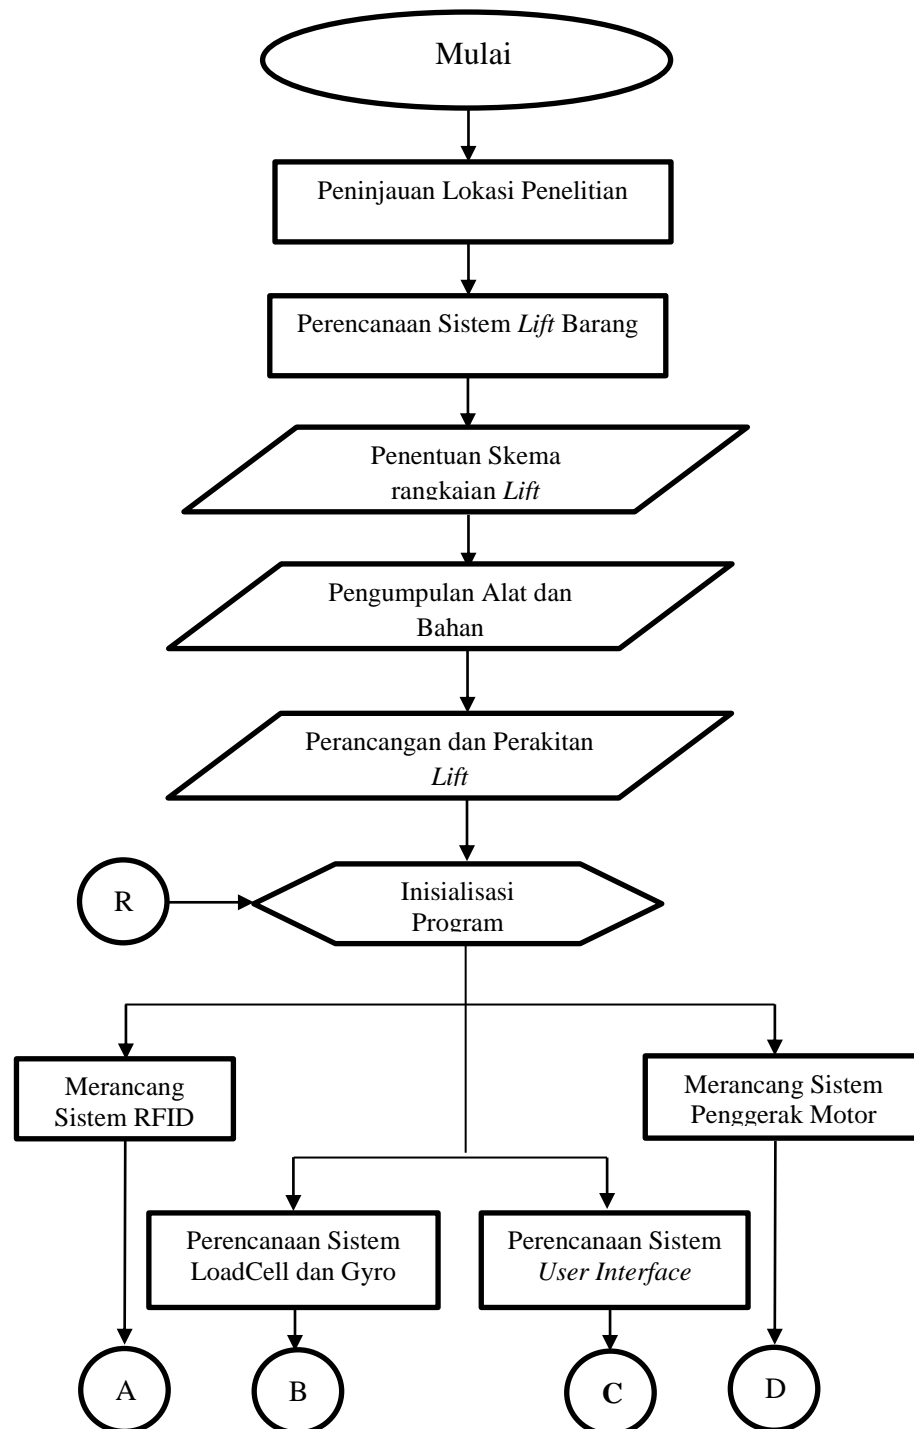 Mulai
Peninjauan Lokasi Penelitian
Perencanaan Sistem Lift Barang
Penentuan Skema
rangkaian Lift
Pengumpulan Alat dan
Bahan
Perancangan dan Perakitan
Lift
R
Inisialisasi
Program
Merancang
Sistem RFID
Merancang Sistem
Penggerak Motor
Perencanaan Sistem
LoadCell dan Gyro
Perencanaan Sistem
User Interface
A
B
C
D